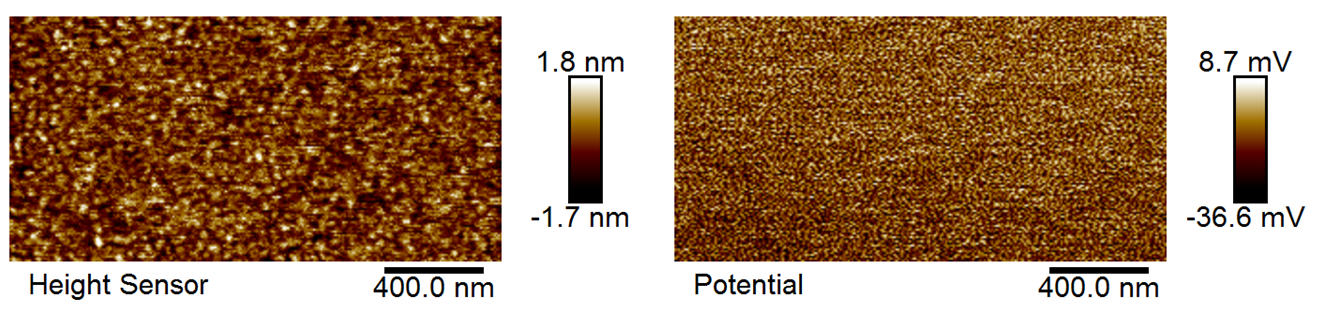 1.8 nm
-1.7 nm
Height Sensor
400.0 nm
8.7 mV
-36.6 mV
Potential
400.0 nm